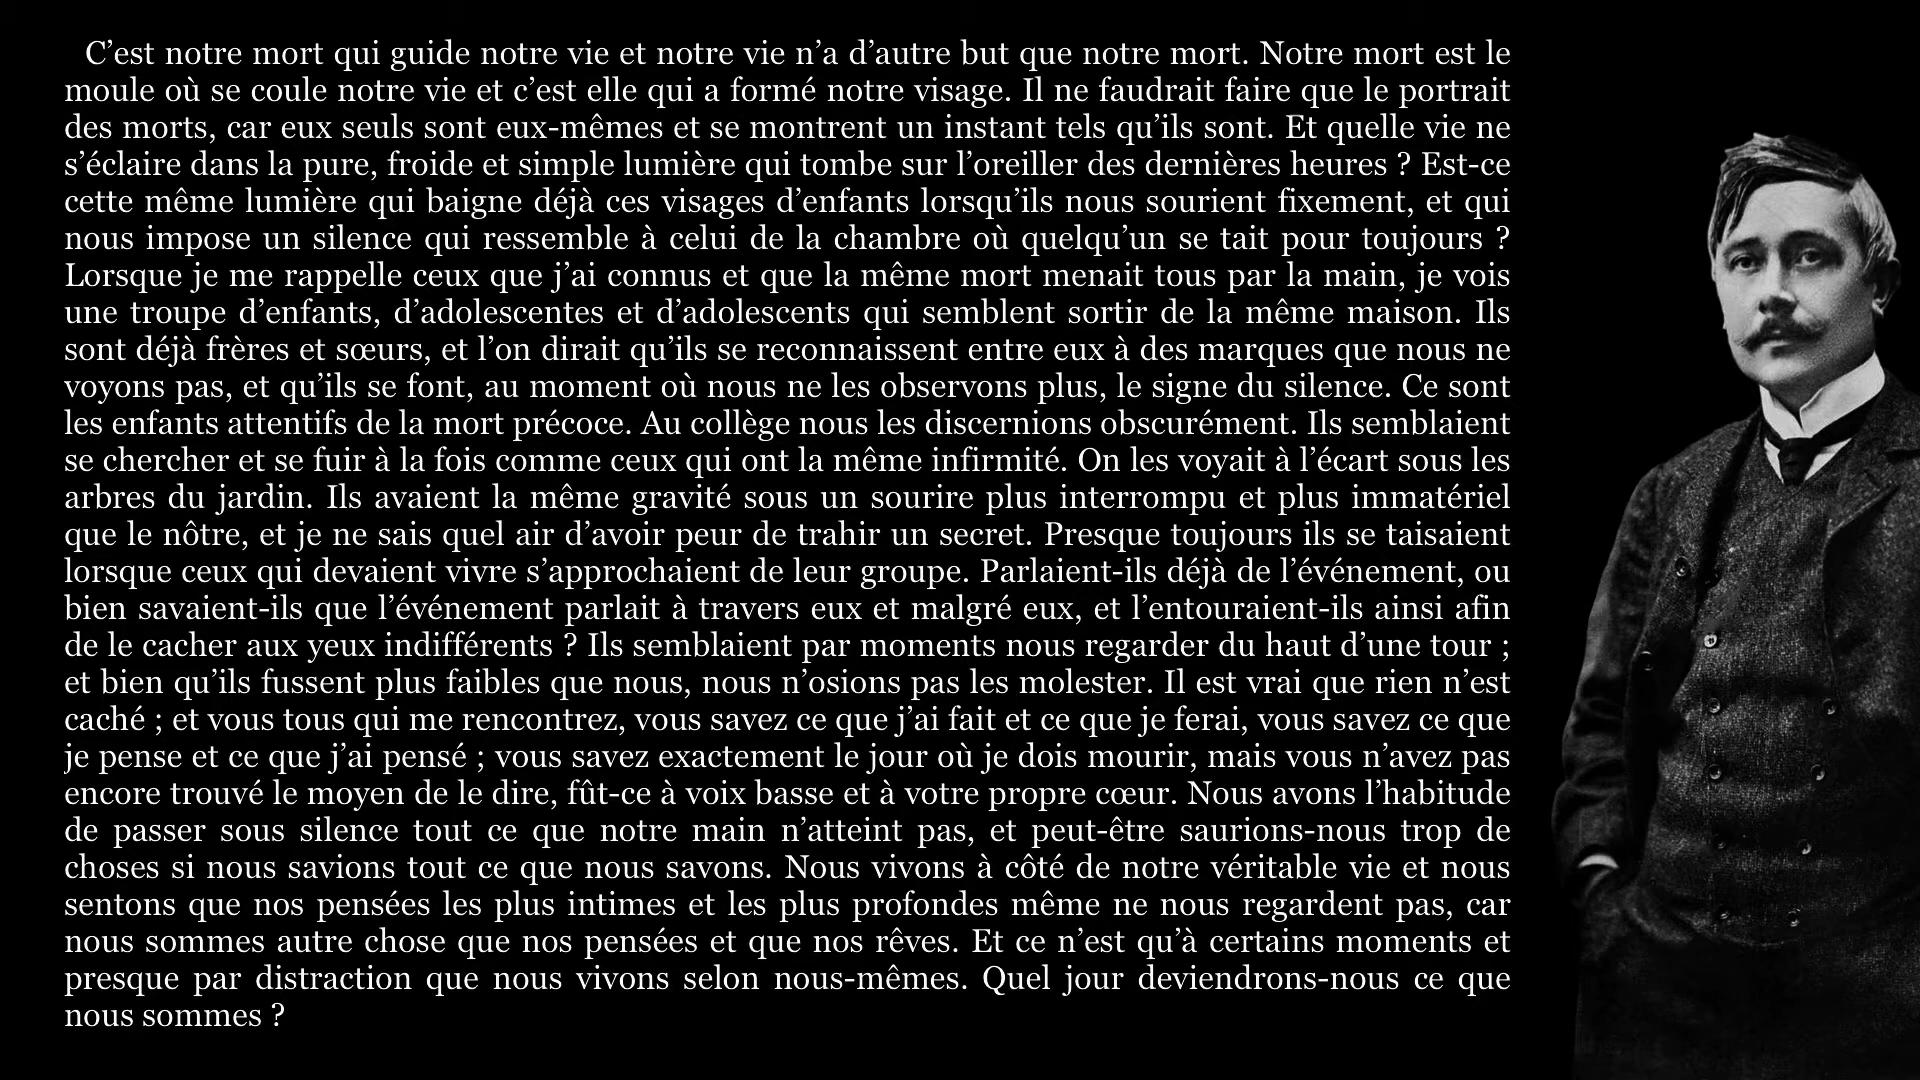 C’est notre mort qui guide notre vie et notre vie n’a d’autre but que notre mort. Notre mort est le
moule où se coule notre vie et c’est elle qui a formé notre visage. Il ne faudrait faire que le portrait
des morts, car eux seuls sont eux-mêmes et se montrent un instant tels qu’ils sont. Et quelle vie ne
s’éclaire dans la pure, froide et simple lumière qui tombe sur l’oreiller des dernières heures ? Est-ce
cette même lumière qui baigne déjà ces visages d’enfants lorsqu’ils nous sourient fixement, et qui
nous impose un silence qui ressemble à celui de la chambre où quelqu’un se tait pour toujours ?
Lorsque je me rappelle ceux que j’ai connus et que la même mort menait tous par la main, je vois
une troupe d’enfants, d’adolescentes et d’adolescents qui semblent sortir de la même maison. Ils
sont déjà frères et sœurs, et l’on dirait qu’ils se reconnaissent entre eux à des marques que nous ne
voyons pas, et qu’ils se font, au moment où nous ne les observons plus, le signe du silence. Ce sont
les enfants attentifs de la mort précoce. Au collège nous les discernions obscurément. Ils semblaient
se chercher et se fuir à la fois comme ceux qui ont la même infirmité. On les voyait à l’écart sous les
arbres du jardin. Ils avaient la même gravité sous un sourire plus interrompu et plus immatériel
que le nôtre, et je ne sais quel air d’avoir peur de trahir un secret. Presque toujours ils se taisaient
lorsque ceux qui devaient vivre s’approchaient de leur groupe. Parlaient-ils déjà de l’événement, ou
bien savaient-ils que l’événement parlait à travers eux et malgré eux, et l’entouraient-ils ainsi afin
de le cacher aux yeux indifférents ? Ils semblaient par moments nous regarder du haut d’une tour ;
et bien qu’ils fussent plus faibles que nous, nous n’osions pas les molester. Il est vrai que rien n’est
caché ; et vous tous qui me rencontrez, vous savez ce que j’ai fait et ce que je ferai, vous savez ce que
je pense et ce que j’ai pensé ; vous savez exactement le jour où je dois mourir, mais vous n’avez pas
encore trouvé le moyen de le dire, fût-ce à voix basse et à votre propre cœur. Nous avons l’habitude
de passer sous silence tout ce que notre main n’atteint pas, et peut-être saurions-nous trop de
choses si nous savions tout ce que nous savons. Nous vivons à côté de notre véritable vie et nous
sentons que nos pensées les plus intimes et les plus profondes même ne nous regardent pas, car
nous sommes autre chose que nos pensées et que nos rêves. Et ce n’est qu’à certains moments et
presque par distraction que nous vivons selon nous-mêmes. Quel jour deviendrons-nous ce que
nous sommes ?